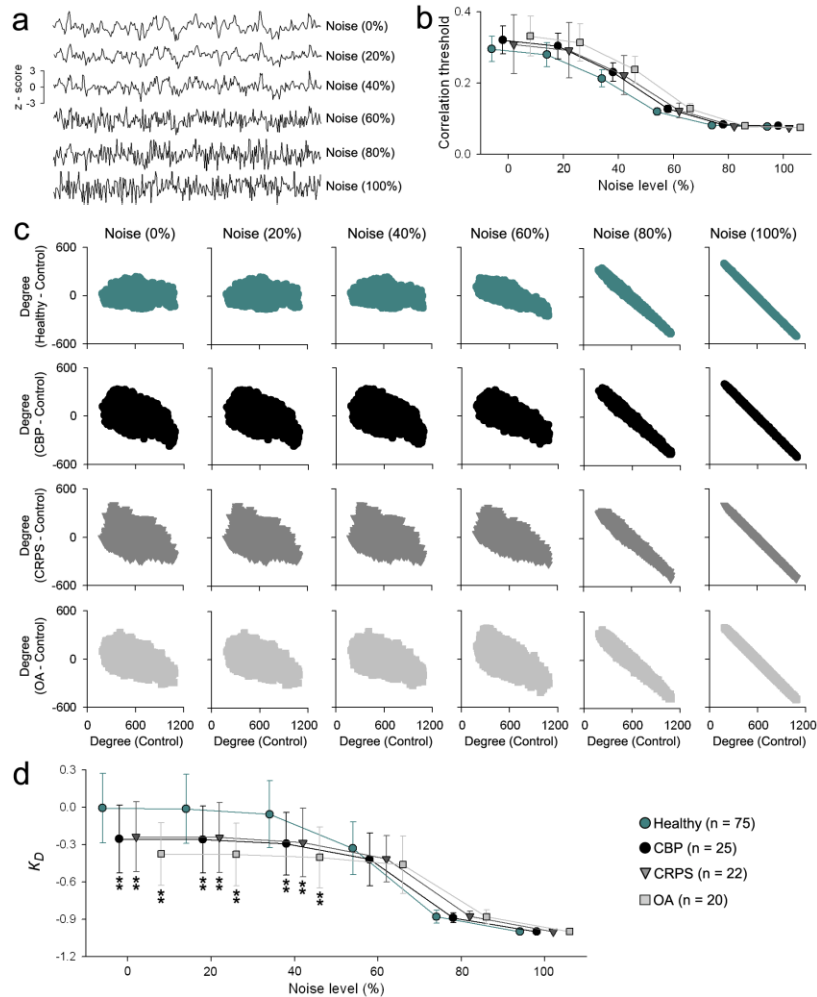 a
Noise (0%)
Noise (20%)
Noise (40%)
Noise (60%)
Noise (80%)
Noise (100%)
z - score
3
0
-3
b
Correlation threshold
0.4
0.2
0.0
0 20 40 60 80 100
Noise level (%)
c
Noise (0%) Noise (20%) Noise (40%) Noise (60%) Noise (80%) Noise (100%)
Degree
(Healthy - Control)
600
0
-600
Degree
(CBP - Control)
600
0
-600
Degree
(CRPS - Control)
600
0
-600
Degree
(OA - Control)
600
0
-600
0 600 1200 0 600 1200 0 600 1200 0 600 1200 0 600 1200 0 600 1200
Degree (Control) Degree (Control) Degree (Control) Degree (Control) Degree (Control) Degree (Control)
d
K_D
0.3
0.0
-0.3
-0.6
-0.9
-1.2
** ** ** ** ** ** ** ** **
0 20 40 60 80 100
Noise level (%)
Healthy (n = 75)
CBP (n = 25)
CRPS (n = 22)
OA (n = 20)